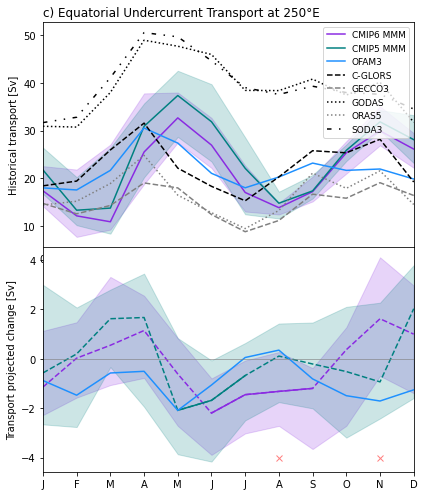 c) Equatorial Undercurrent Transport at 250°E
Historical transport [Sv]
50
40
30
20
10
CMIP6 MMM
CMIP5 MMM
OFAM3
C-GLORS
GECCO3
GODAS
ORAS5
SODA3
Transport projected change [Sv]
4
2
0
−2
−4
J F M A M J J A S O N D